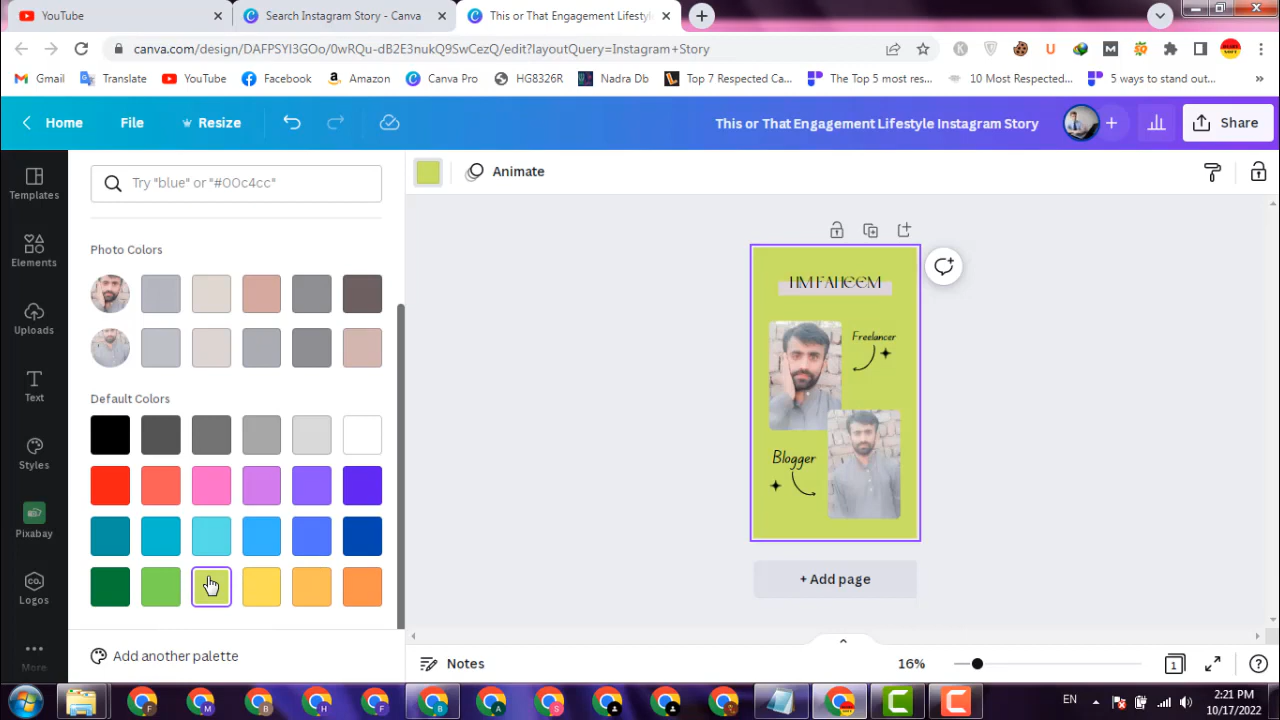 YouTube
Search Instagram Story - Canva
This or That Engagement Lifestyle
canva.com/design/DAFPSYI3GOo/0wRQu-dB2E3nukQ9SwCezQ/edit?layoutQuery=Instagram+Story
Gmail
Translate
YouTube
Facebook
Amazon
Canva Pro
HG8326R
Nadra Db
Top 7 Respected Ca...
The Top 5 most res...
10 Most Respected...
5 ways to stand out...
Home
File
Resize
This or That Engagement Lifestyle Instagram Story
Share
Templates
Elements
Uploads
Text
Styles
Pixabay
Logos
More
Try "blue" or "#00c4cc"
Photo Colors
Default Colors
Add another palette
Animate
HM FAHEEM
Freelancer
Blogger
+ Add page
Notes
16%
1
EN
2:21 PM
10/17/2022